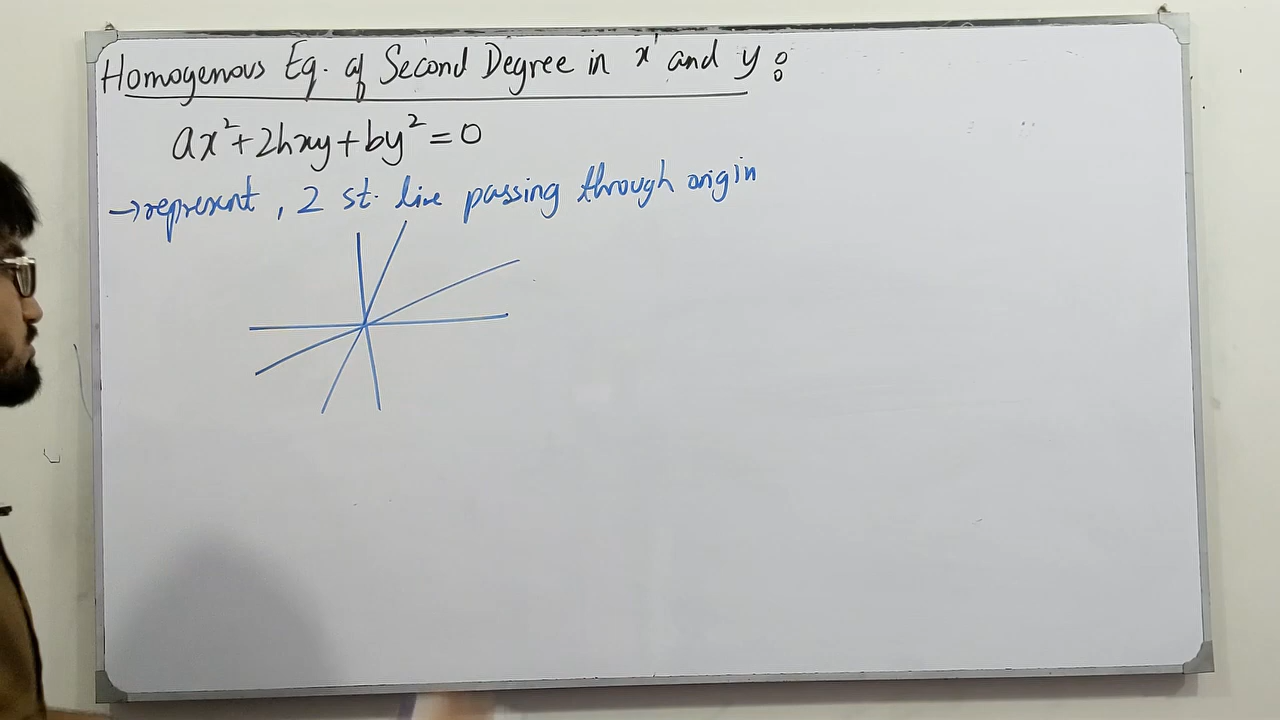 Homogenous Eq. of Second Degree in x and y :
ax²+2hxy+by²=0
→represent, 2 st. line passing through origin